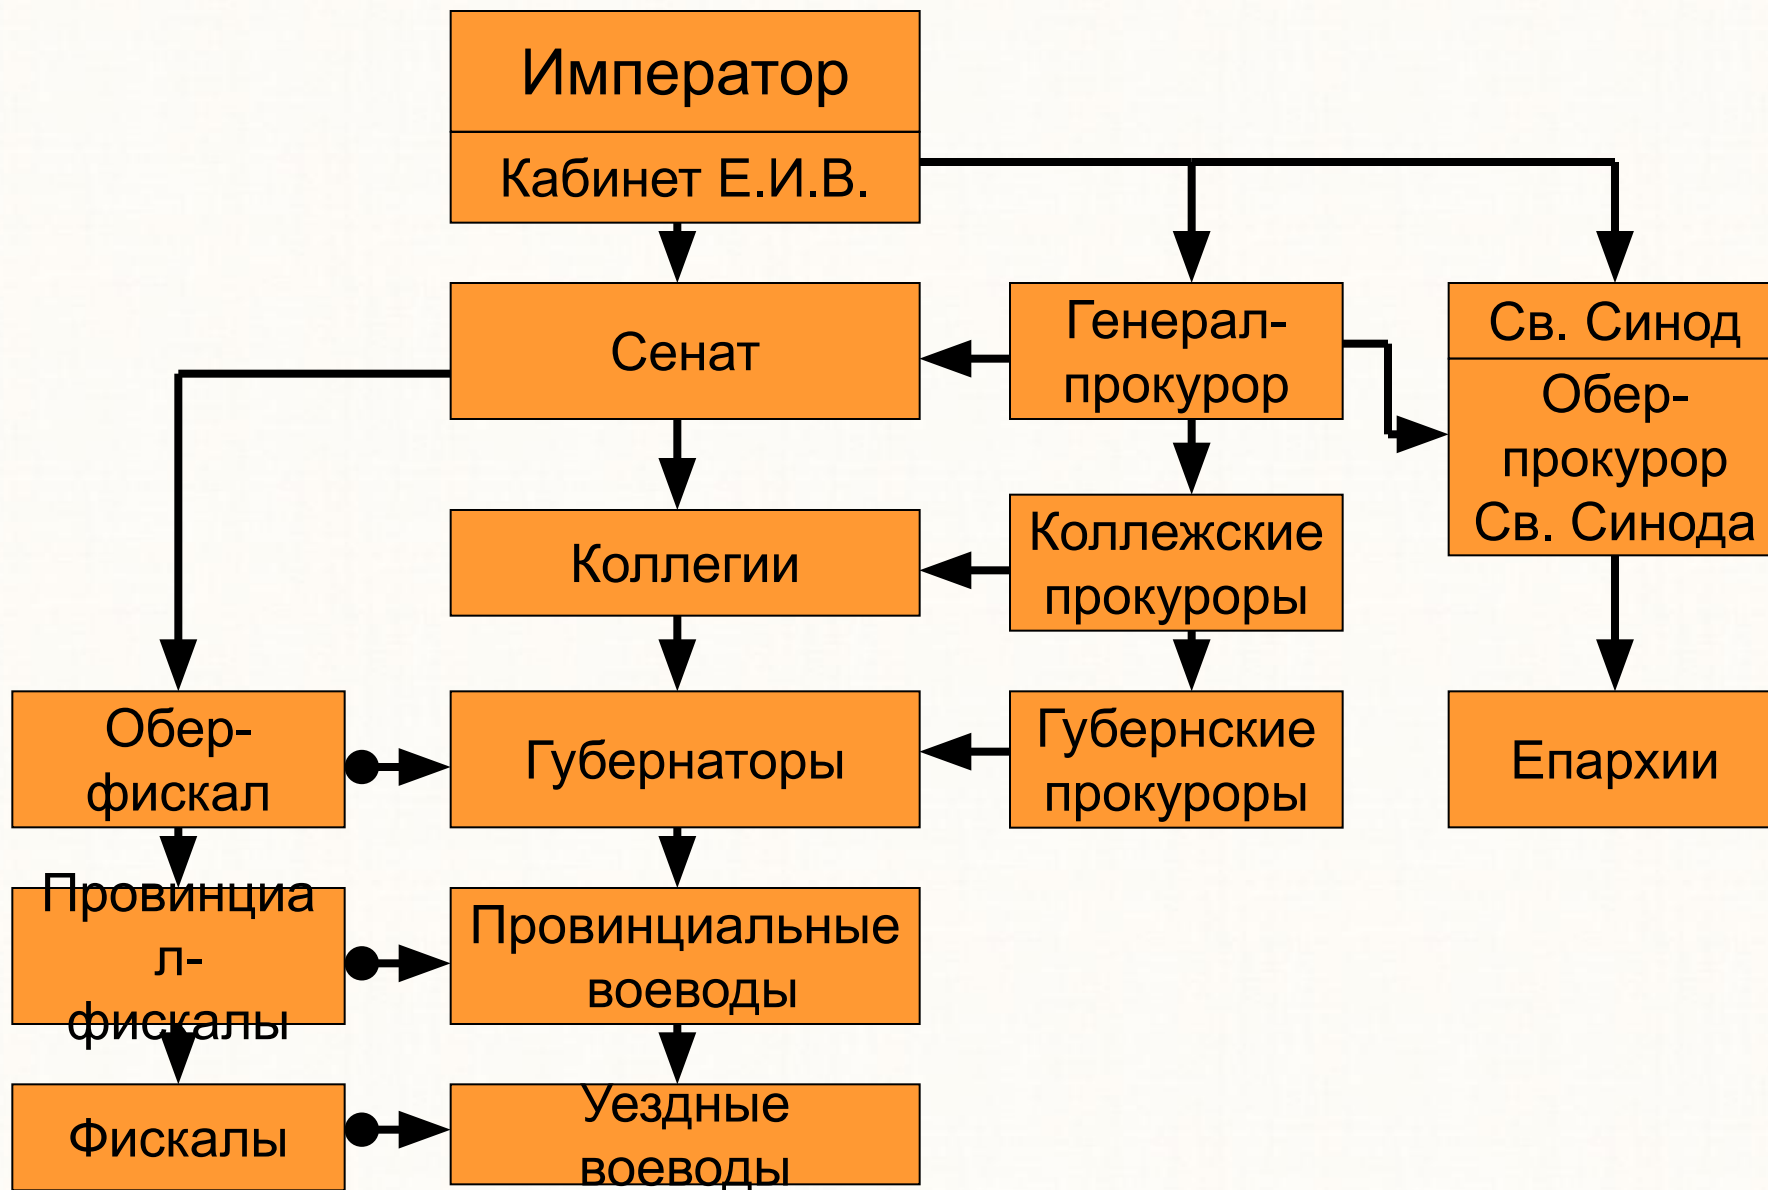 Император
Кабинет Е.И.В.
Сенат
Генерал-
прокурор
Св. Синод
Обер-
прокурор
Св. Синода
Коллегии
Коллежские
прокуроры
Обер-
фискал
Губернаторы
Губернские
прокуроры
Епархии
Провинциа
л-
фискалы
Провинциальные
воеводы
Фискалы
Уездные
воеводы